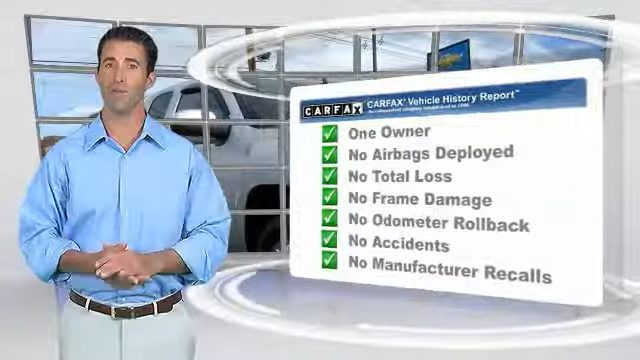 CARFAX CARFAX Vehicle History Report™
One Owner
No Airbags Deployed
No Total Loss
No Frame Damage
No Odometer Rollback
No Accidents
No Manufacturer Recalls